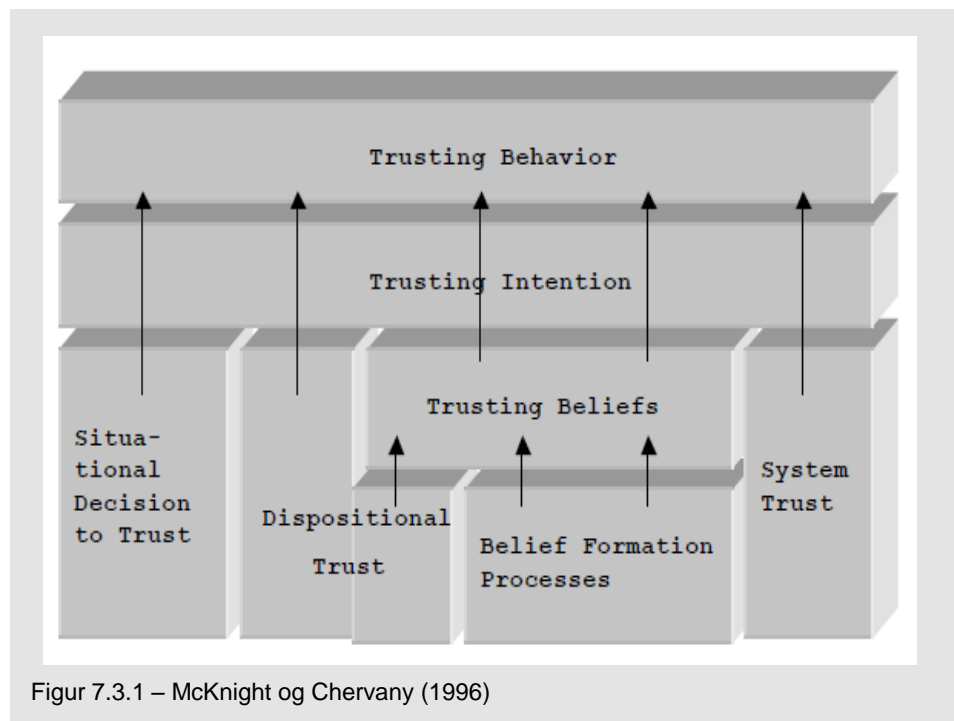 Trusting Behavior
Trusting Intention
Trusting Beliefs
Situa-
tional
Decision
to Trust
Dispositional
Trust
Belief Formation
Processes
System
Trust
Figur 7.3.1 – McKnight og Chervany (1996)